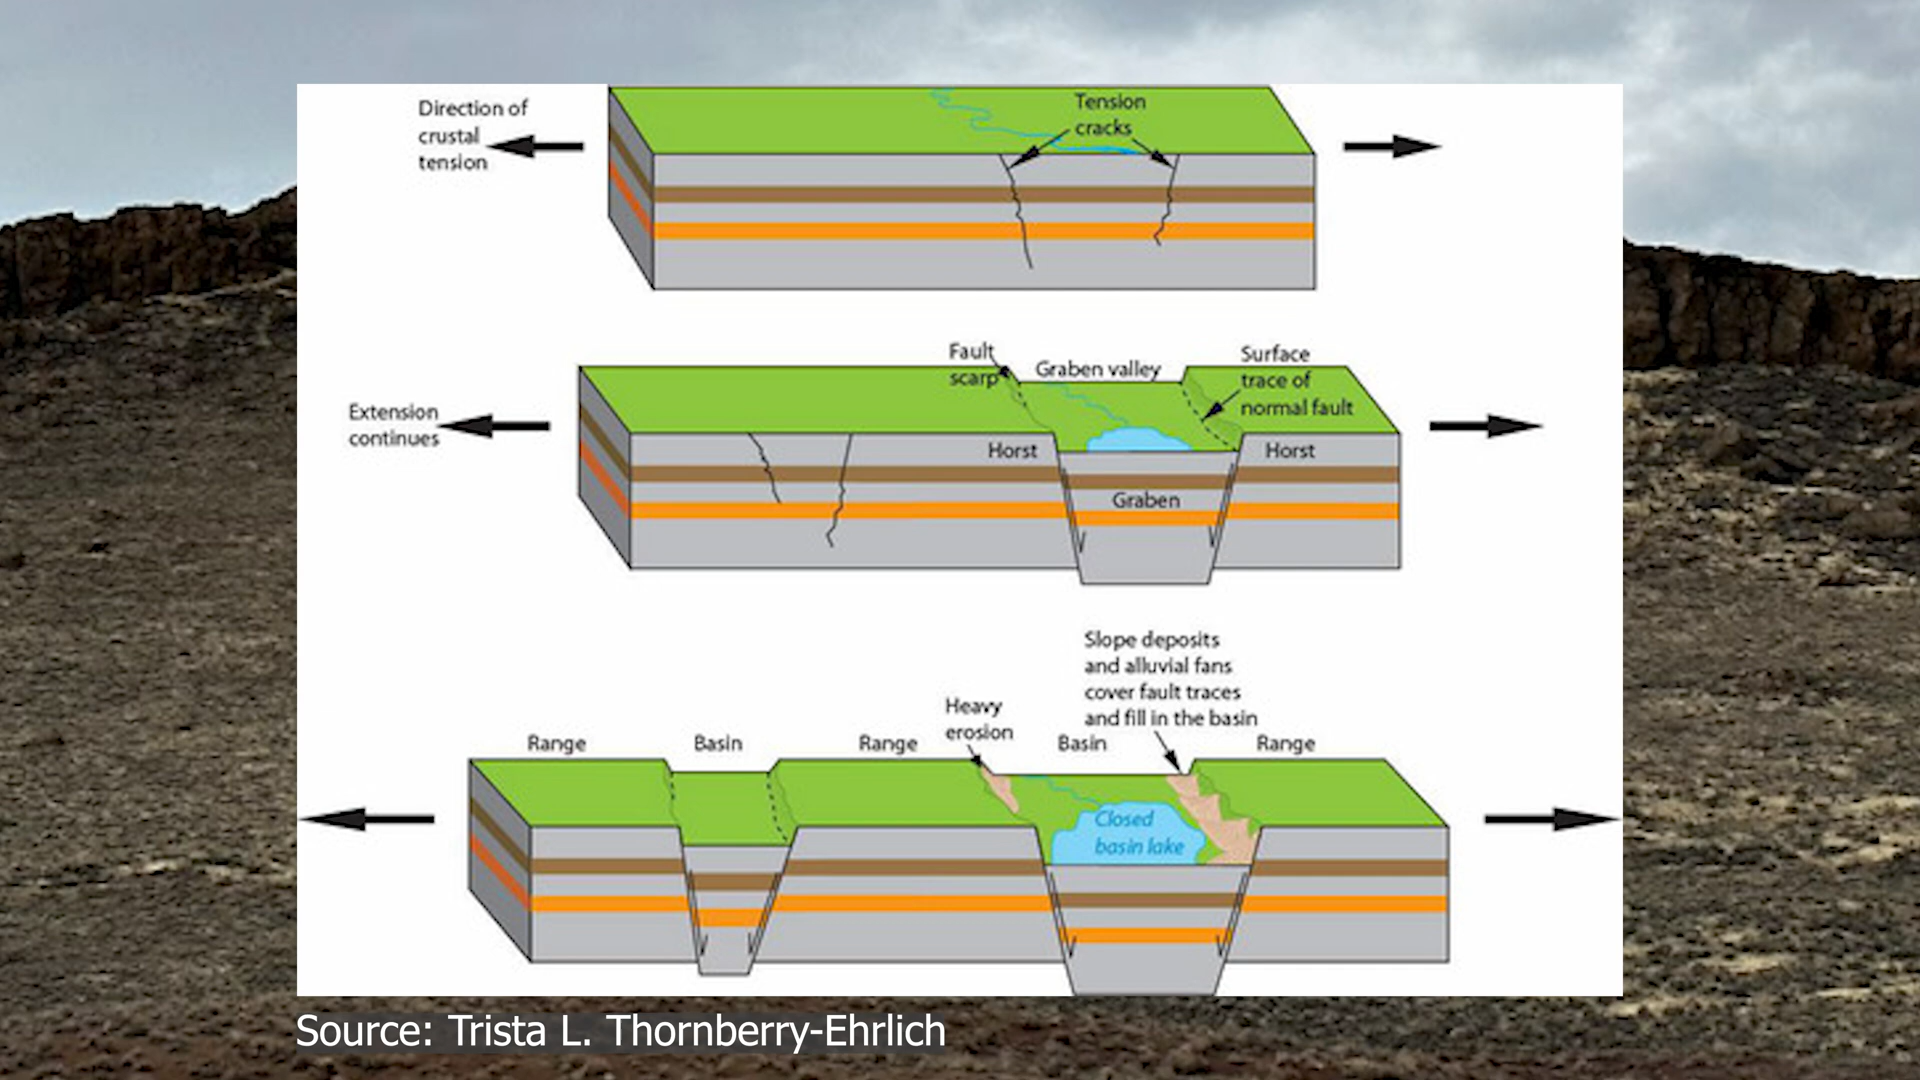 Direction of
crustal
tension
Tension
cracks
Fault
scarp
Graben valley
Surface
trace of
normal fault
Extension
continues
Horst
Horst
Graben
Slope deposits
and alluvial fans
cover fault traces
and fill in the basin
Heavy
erosion
Range
Basin
Range
Basin
Range
Closed
basin lake
Source: Trista L. Thornberry-Ehrlich